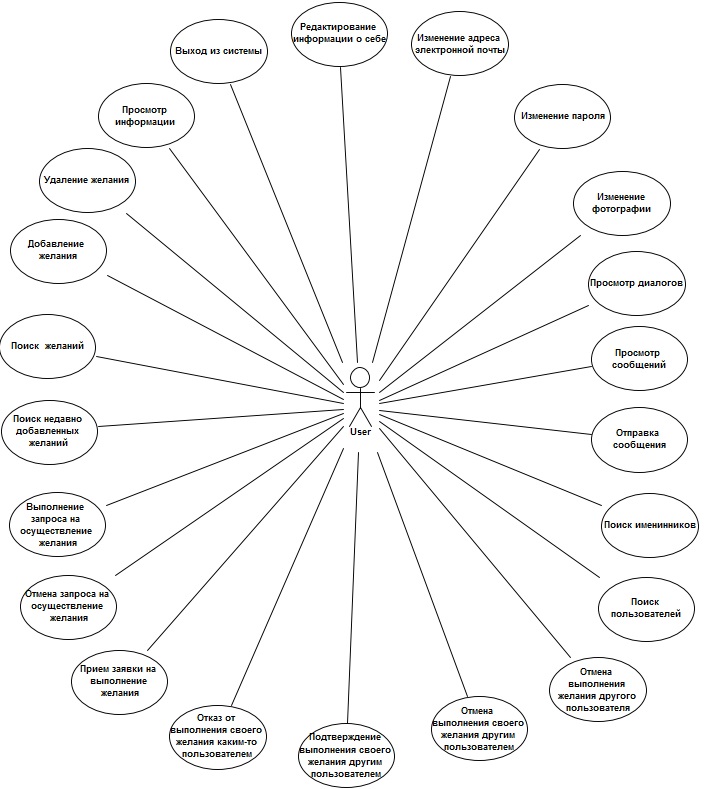 Редактирование
информации о себе
Изменение адреса
электронной почты
Выход из системы
Просмотр
информации
Изменение пароля
Удаление желания
Изменение
фотографии
Добавление
желания
Просмотр диалогов
Поиск  желаний
Просмотр
сообщений
User
Поиск недавно
добавленных
желаний
Отправка
сообщения
Выполнение
запроса на
осуществление
желания
Поиск именинников
Отмена запроса на
осуществление
желания
Поиск
пользователей
Прием заявки на
выполнение
желания
Отмена
выполнения
желания другого
пользователя
Отказ от
выполнения своего
желания каким-то
пользователем
Подтверждение
выполнения своего
желания другим
пользователем
Отмена
выполнения своего
желания другим
пользователем